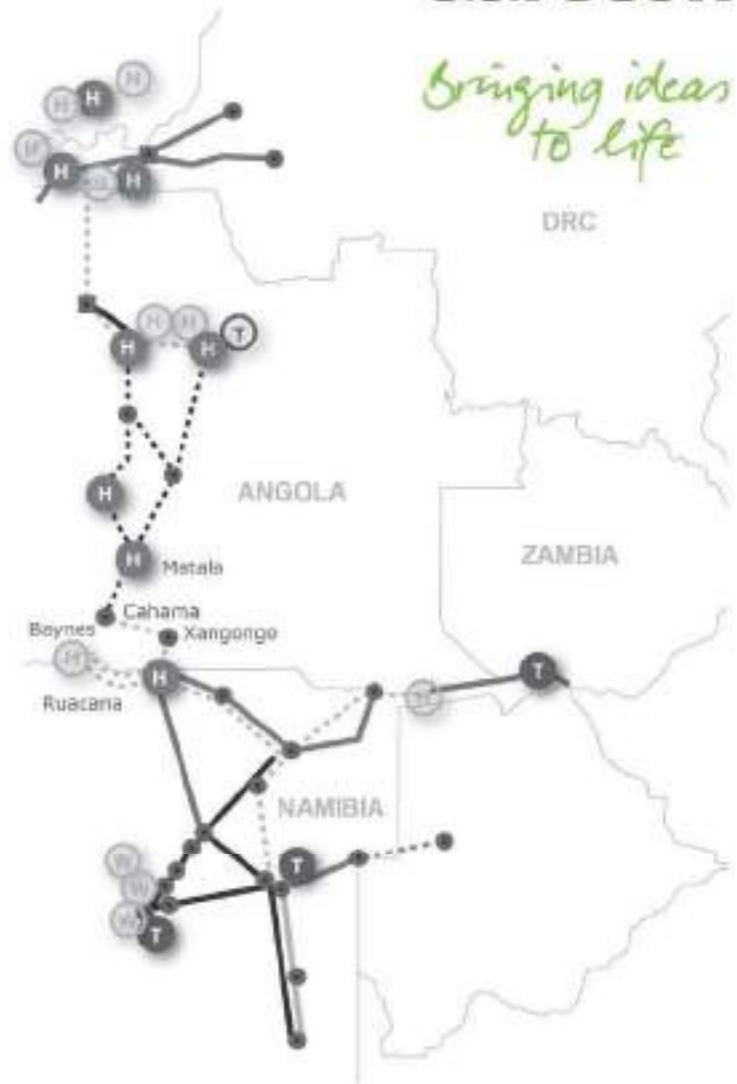 Bringing ideas
to life
H
H
H
H
H
H
DRC
H
H
H
H
T
H
ANGOLA
H
Matala
ZAMBIA
Cahama
Xangongo
Baynes
H
H
T
Ruacana
NAMIBIA
W
W
W
T
T